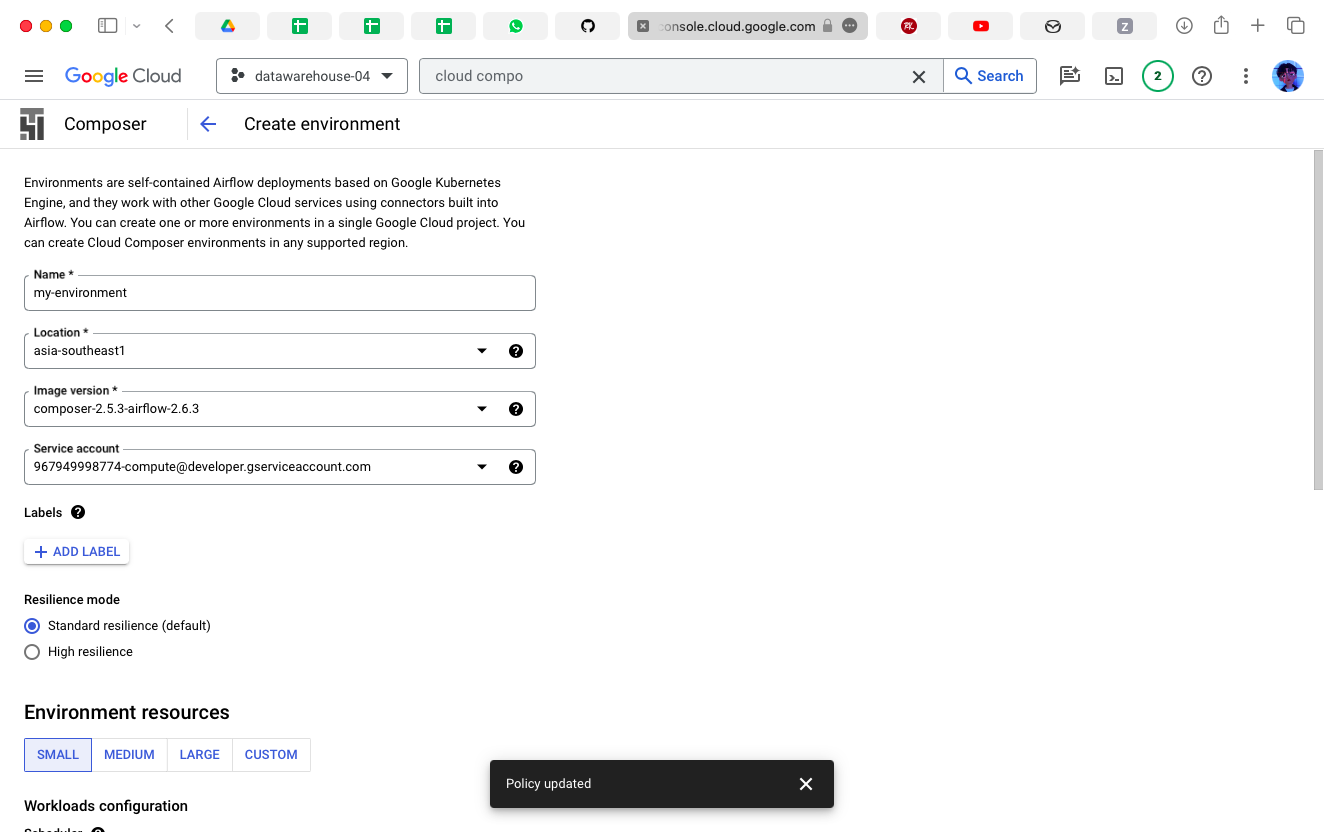 console.cloud.google.com
RL
Z
Google Cloud
datawarehouse-04
cloud compo
Search
2
Composer
Create environment
Environments are self-contained Airflow deployments based on Google Kubernetes
Engine, and they work with other Google Cloud services using connectors built into
Airflow. You can create one or more environments in a single Google Cloud project. You
can create Cloud Composer environments in any supported region.
Name *
my-environment
Location *
asia-southeast1
Image version *
composer-2.5.3-airflow-2.6.3
Service account
967949998774-compute@developer.gserviceaccount.com
Labels
ADD LABEL
Resilience mode
Standard resilience (default)
High resilience
Environment resources
SMALL
MEDIUM
LARGE
CUSTOM
Policy updated
Workloads configuration
Scheduler